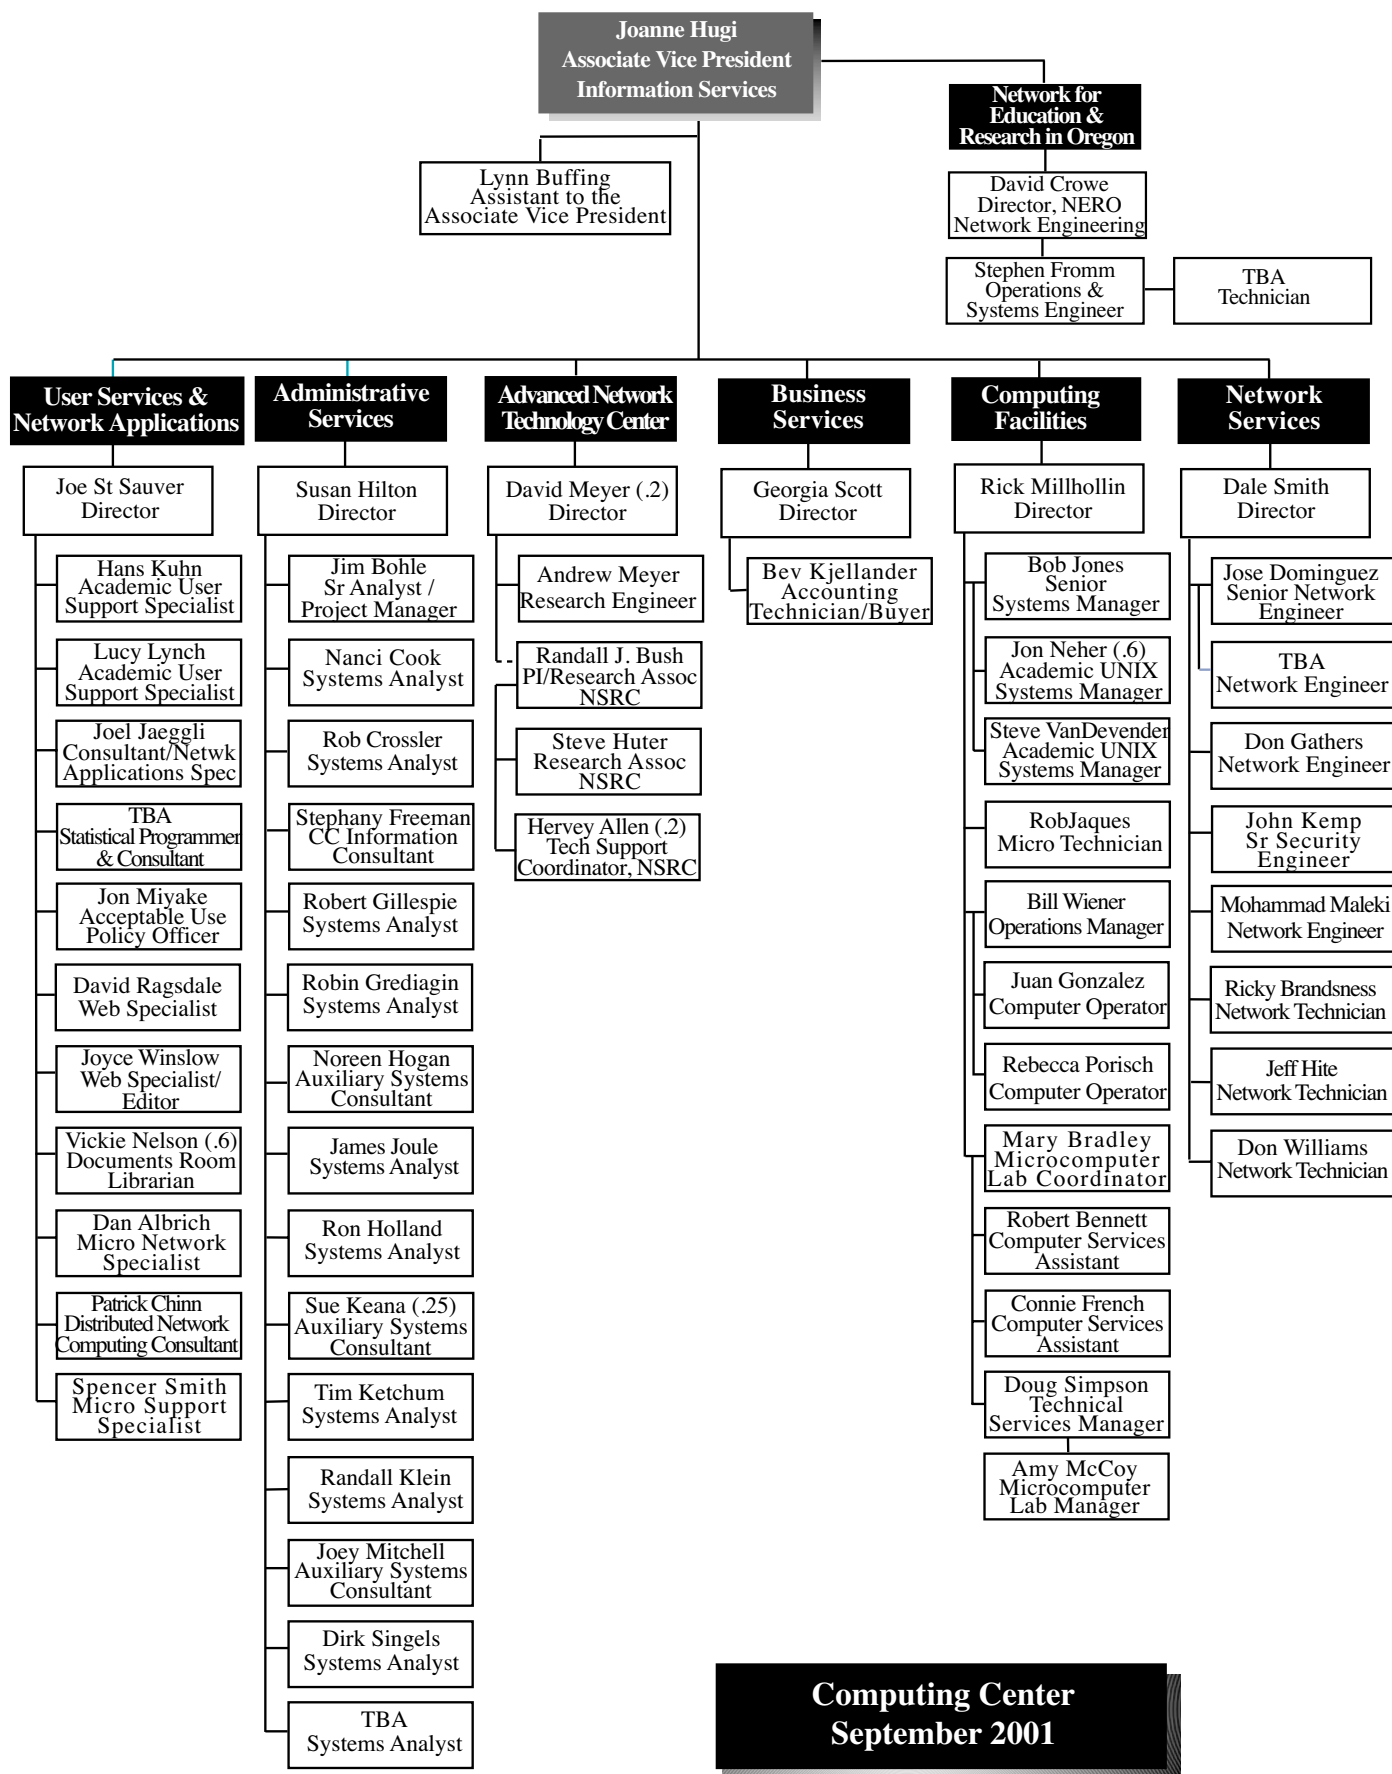 Joanne Hugi
Associate Vice President
Information Services
Network for
Education &
Research in Oregon
Lynn Buffing
Assistant to the
Associate Vice President
David Crowe
Director, NERO
Network Engineering
Stephen Fromm
Operations &
Systems Engineer
TBA
Technician
User Services &
Network Applications
Joe St Sauver
Director
Hans Kuhn
Academic User
Support Specialist
Lucy Lynch
Academic User
Support Specialist
Joel Jaeggli
Consultant/Netwk
Applications Spec
TBA
Statistical Programmer
& Consultant
Jon Miyake
Acceptable Use
Policy Officer
David Ragsdale
Web Specialist
Joyce Winslow
Web Specialist/
Editor
Vickie Nelson (.6)
Documents Room
Librarian
Dan Albrich
Micro Network
Specialist
Patrick Chinn
Distributed Network
Computing Consultant
Spencer Smith
Micro Support
Specialist
Administrative
Services
Susan Hilton
Director
Jim Bohle
Sr Analyst /
Project Manager
Nanci Cook
Systems Analyst
Rob Crossler
Systems Analyst
Stephany Freeman
CC Information
Consultant
Robert Gillespie
Systems Analyst
Robin Grediagin
Systems Analyst
Noreen Hogan
Auxiliary Systems
Consultant
James Joule
Systems Analyst
Ron Holland
Systems Analyst
Sue Keana (.25)
Auxiliary Systems
Consultant
Tim Ketchum
Systems Analyst
Randall Klein
Systems Analyst
Joey Mitchell
Auxiliary Systems
Consultant
Dirk Singels
Systems Analyst
TBA
Systems Analyst
Advanced Network
Technology Center
David Meyer (.2)
Director
Andrew Meyer
Research Engineer
Randall J. Bush
PI/Research Assoc
NSRC
Steve Huter
Research Assoc
NSRC
Hervey Allen (.2)
Tech Support
Coordinator, NSRC
Business
Services
Georgia Scott
Director
Bev Kjellander
Accounting
Technician/Buyer
Computing
Facilities
Rick Millhollin
Director
Bob Jones
Senior
Systems Manager
Jon Neher (.6)
Academic UNIX
Systems Manager
Steve VanDevender
Academic UNIX
Systems Manager
RobJaques
Micro Technician
Bill Wiener
Operations Manager
Juan Gonzalez
Computer Operator
Rebecca Porisch
Computer Operator
Mary Bradley
Microcomputer
Lab Coordinator
Robert Bennett
Computer Services
Assistant
Connie French
Computer Services
Assistant
Doug Simpson
Technical
Services Manager
Amy McCoy
Microcomputer
Lab Manager
Network
Services
Dale Smith
Director
Jose Dominguez
Senior Network
Engineer
TBA
Network Engineer
Don Gathers
Network Engineer
John Kemp
Sr Security
Engineer
Mohammad Maleki
Network Engineer
Ricky Brandsness
Network Technician
Jeff Hite
Network Technician
Don Williams
Network Technician
Computing Center
September 2001